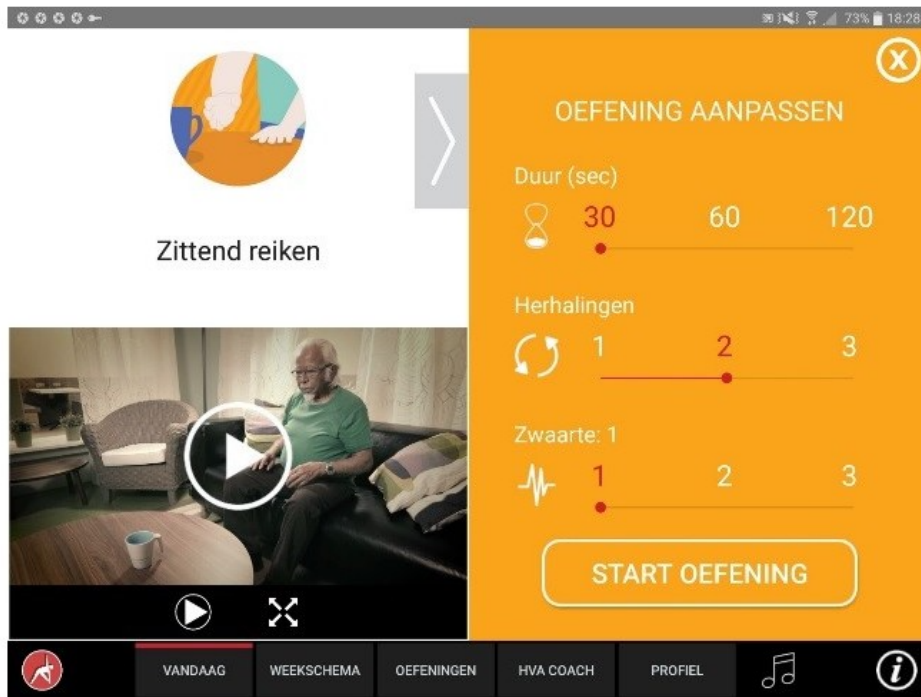 73% 18:28
Zittend reiken
OEFENING AANPASSEN
Duur (sec)
30 60 120
Herhalingen
1 2 3
Zwaarte: 1
1 2 3
START OEFENING
VANDAAG WEEKSCHEMA OEFENINGEN HVA COACH PROFIEL